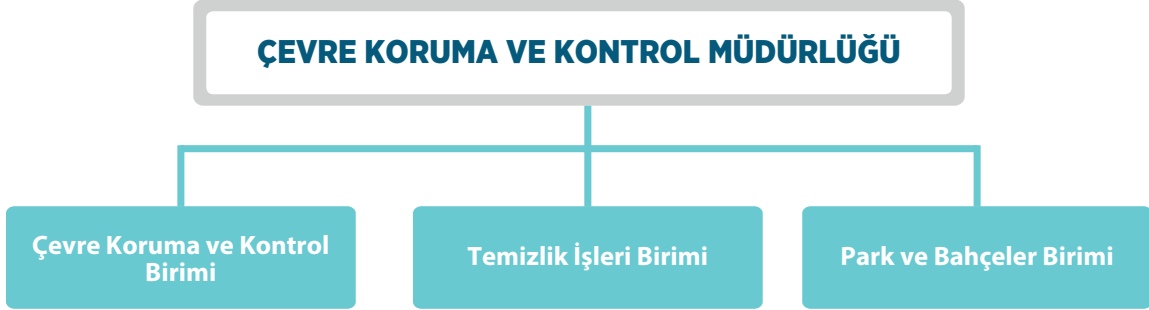 ÇEVRE KORUMA VE KONTROL MÜDÜRLÜĞÜ
Çevre Koruma ve Kontrol
Birimi
Temizlik İşleri Birimi
Park ve Bahçeler Birimi